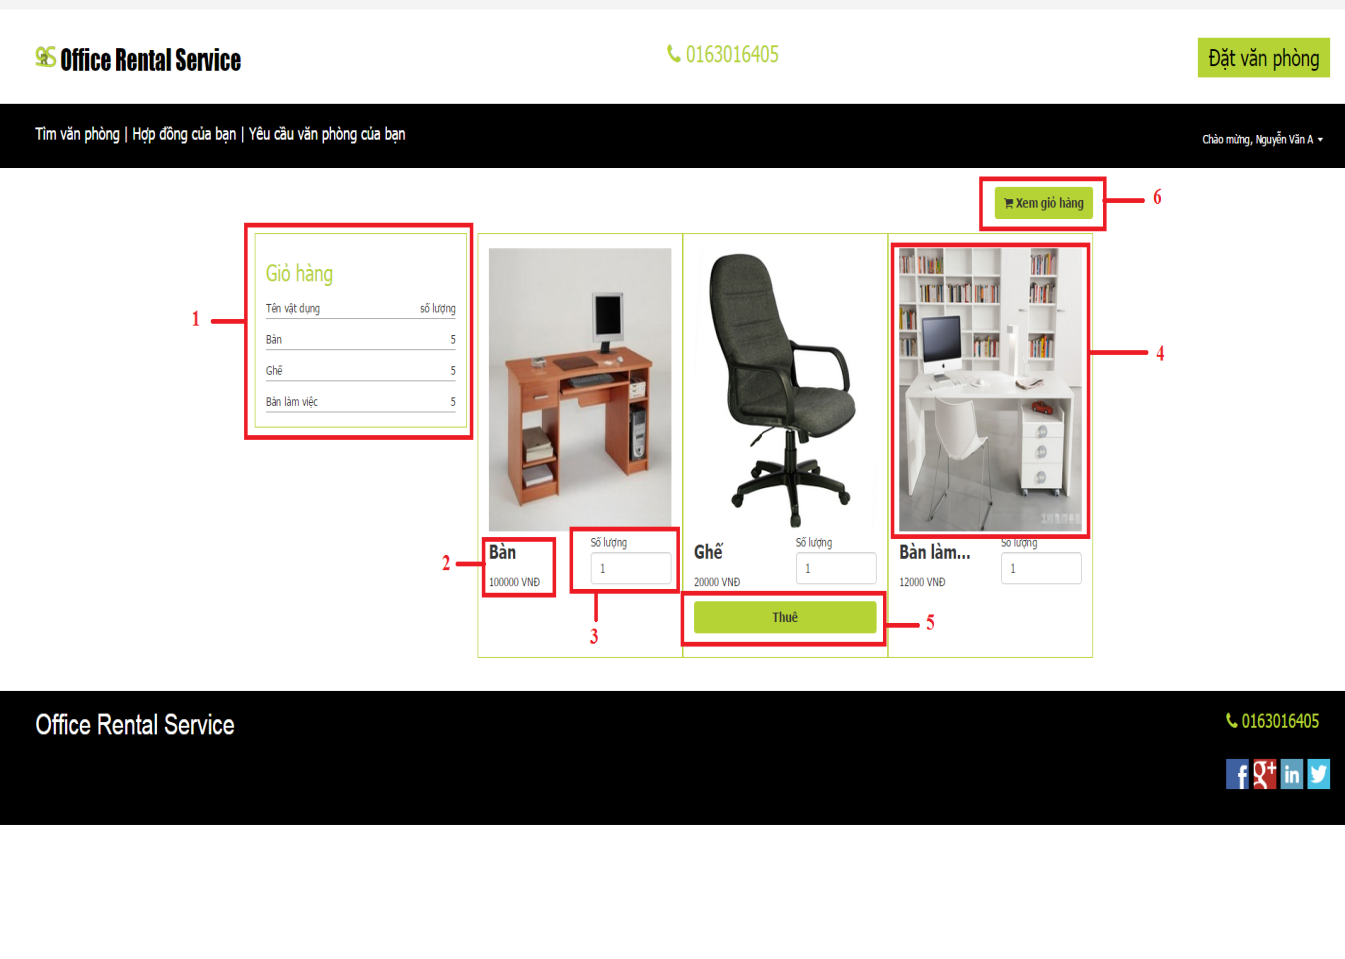 Office Rental Service
0163016405
Đặt văn phòng
Tìm văn phòng | Hợp đồng của bạn | Yêu cầu văn phòng của bạn
Chào mừng, Nguyễn Văn A
Xem giỏ hàng
6
Giỏ hàng
Tên vật dụng số lượng
Bàn 5
Ghế 5
Bàn làm việc 5
1
4
Bàn
100000 VNĐ
Số lượng
1
2
3
Ghế
20000 VNĐ
Số lượng
1
Thuê
5
Bàn làm...
12000 VNĐ
Số lượng
1
Office Rental Service
0163016405
f g+ in